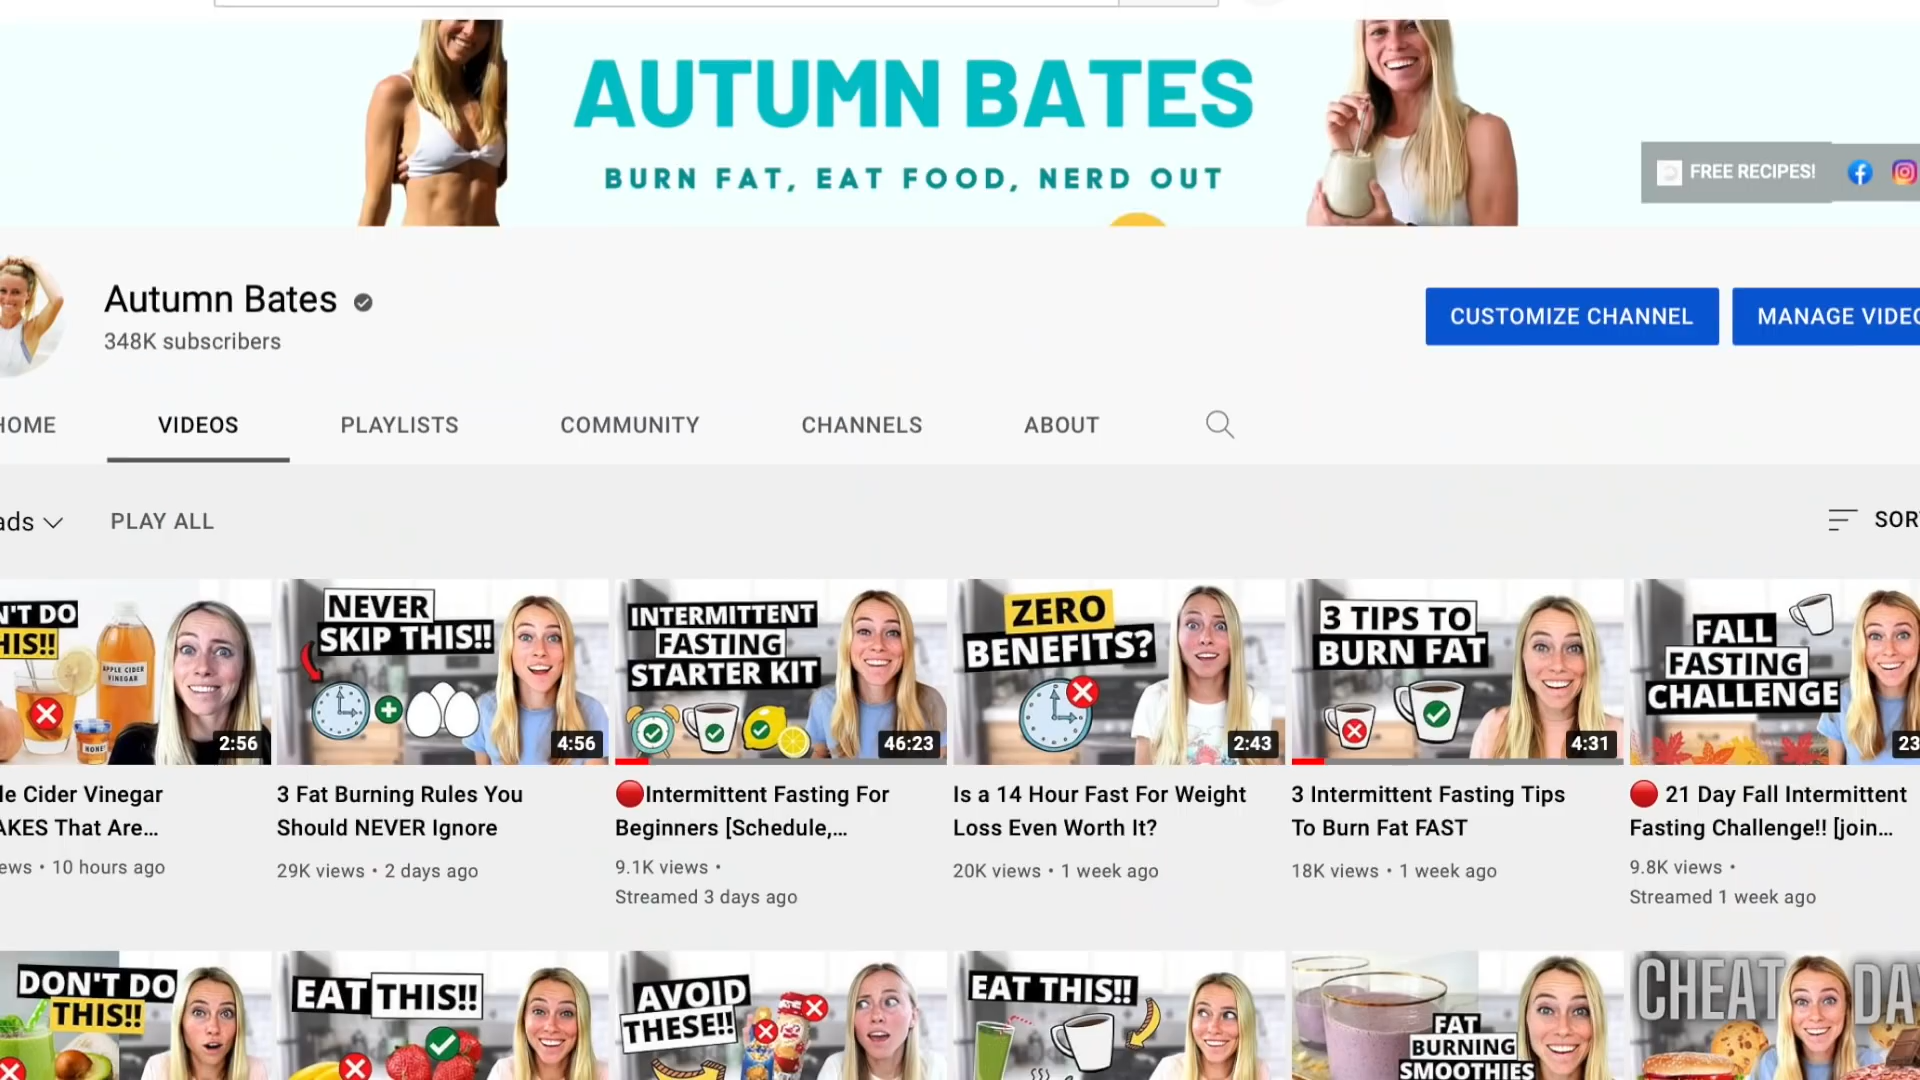 AUTUMN BATES
BURN FAT, EAT FOOD, NERD OUT
FREE RECIPES!
Autumn Bates
348K subscribers
CUSTOMIZE CHANNEL
MANAGE VIDEO
HOME
VIDEOS
PLAYLISTS
COMMUNITY
CHANNELS
ABOUT
ads
PLAY ALL
SOR
N'T DO
HIS!!
APPLE CIDER
VINEGAR
HONEY
2:56
NEVER
SKIP THIS!!
4:56
INTERMITTENT
FASTING
STARTER KIT
46:23
ZERO
BENEFITS?
2:43
3 TIPS TO
BURN FAT
4:31
FALL
FASTING
CHALLENGE
23
le Cider Vinegar
AKES That Are...
ews • 10 hours ago
3 Fat Burning Rules You
Should NEVER Ignore
29K views • 2 days ago
Intermittent Fasting For
Beginners [Schedule,...
9.1K views •
Streamed 3 days ago
Is a 14 Hour Fast For Weight
Loss Even Worth It?
20K views • 1 week ago
3 Intermittent Fasting Tips
To Burn Fat FAST
18K views • 1 week ago
21 Day Fall Intermittent
Fasting Challenge!! [join...
9.8K views •
Streamed 1 week ago
DON'T DO
THIS!!
EAT THIS!!
AVOID
THESE!!
EAT THIS!!
FAT
BURNING
SMOOTHIES
CHEAT DAY